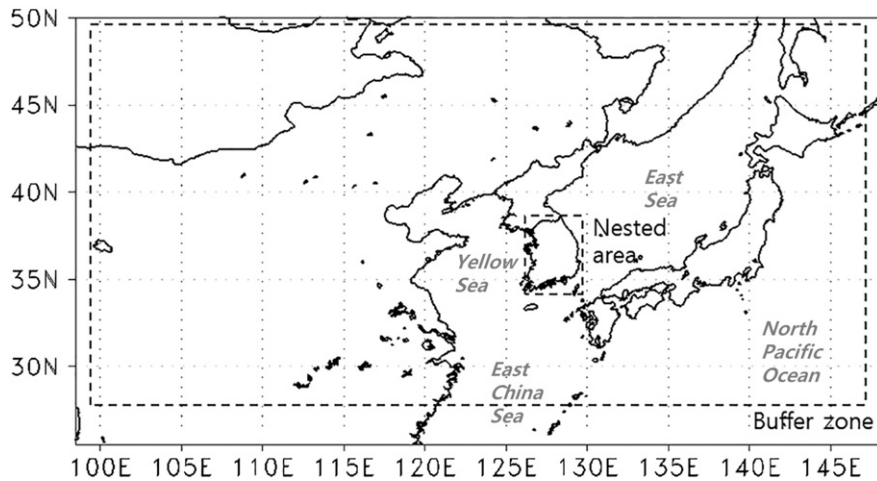 50N
45N
40N
35N
30N
East
Sea
Nested
area
Yellow
Sea
North
Pacific
Ocean
East
China
Sea
Buffer zone
100E 105E 110E 115E 120E 125E 130E 135E 140E 145E